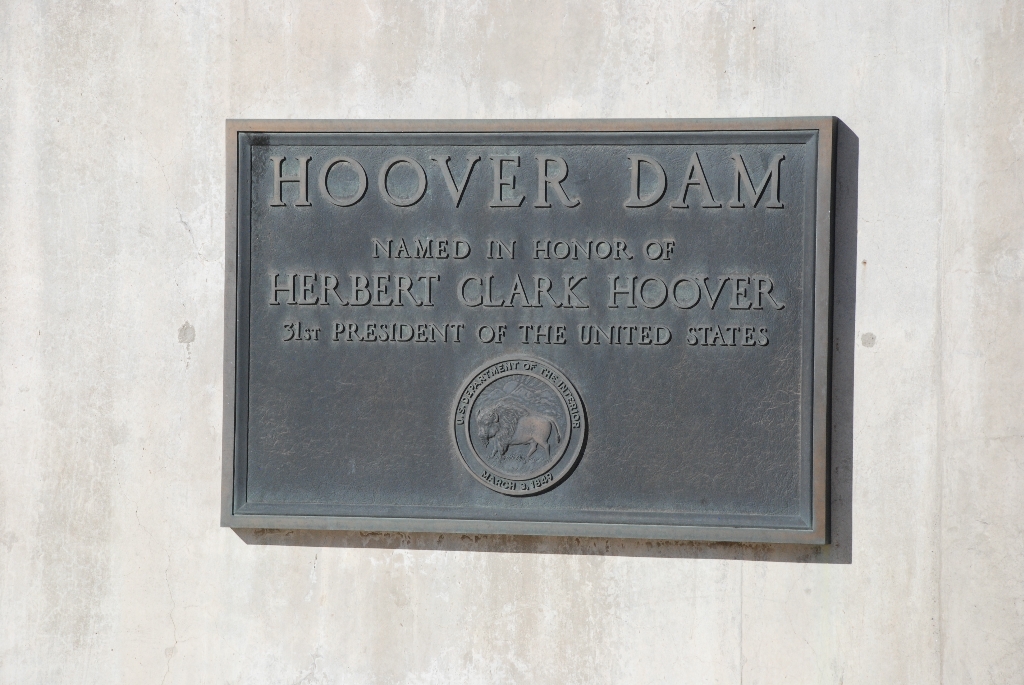 HOOVER DAM
NAMED IN HONOR OF
HERBERT CLARK HOOVER
31ST PRESIDENT OF THE UNITED STATES
U.S. DEPARTMENT OF THE INTERIOR
MARCH 3, 1849